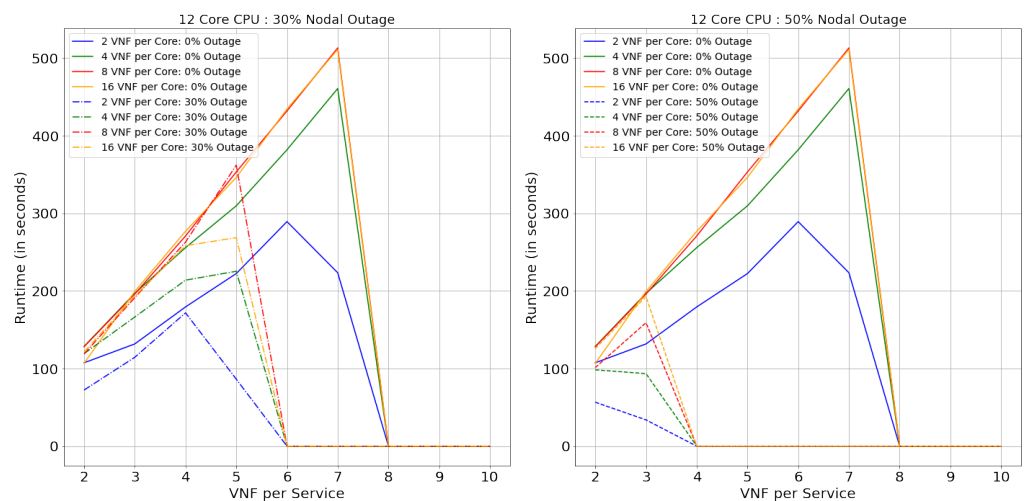 12 Core CPU : 30% Nodal Outage
2 VNF per Core: 0% Outage
4 VNF per Core: 0% Outage
8 VNF per Core: 0% Outage
16 VNF per Core: 0% Outage
2 VNF per Core: 30% Outage
4 VNF per Core: 30% Outage
8 VNF per Core: 30% Outage
16 VNF per Core: 30% Outage
Runtime (in seconds)
500
400
300
200
100
0
2 3 4 5 6 7 8 9 10
VNF per Service
12 Core CPU : 50% Nodal Outage
2 VNF per Core: 0% Outage
4 VNF per Core: 0% Outage
8 VNF per Core: 0% Outage
16 VNF per Core: 0% Outage
2 VNF per Core: 50% Outage
4 VNF per Core: 50% Outage
8 VNF per Core: 50% Outage
16 VNF per Core: 50% Outage
Runtime (in seconds)
500
400
300
200
100
0
2 3 4 5 6 7 8 9 10
VNF per Service